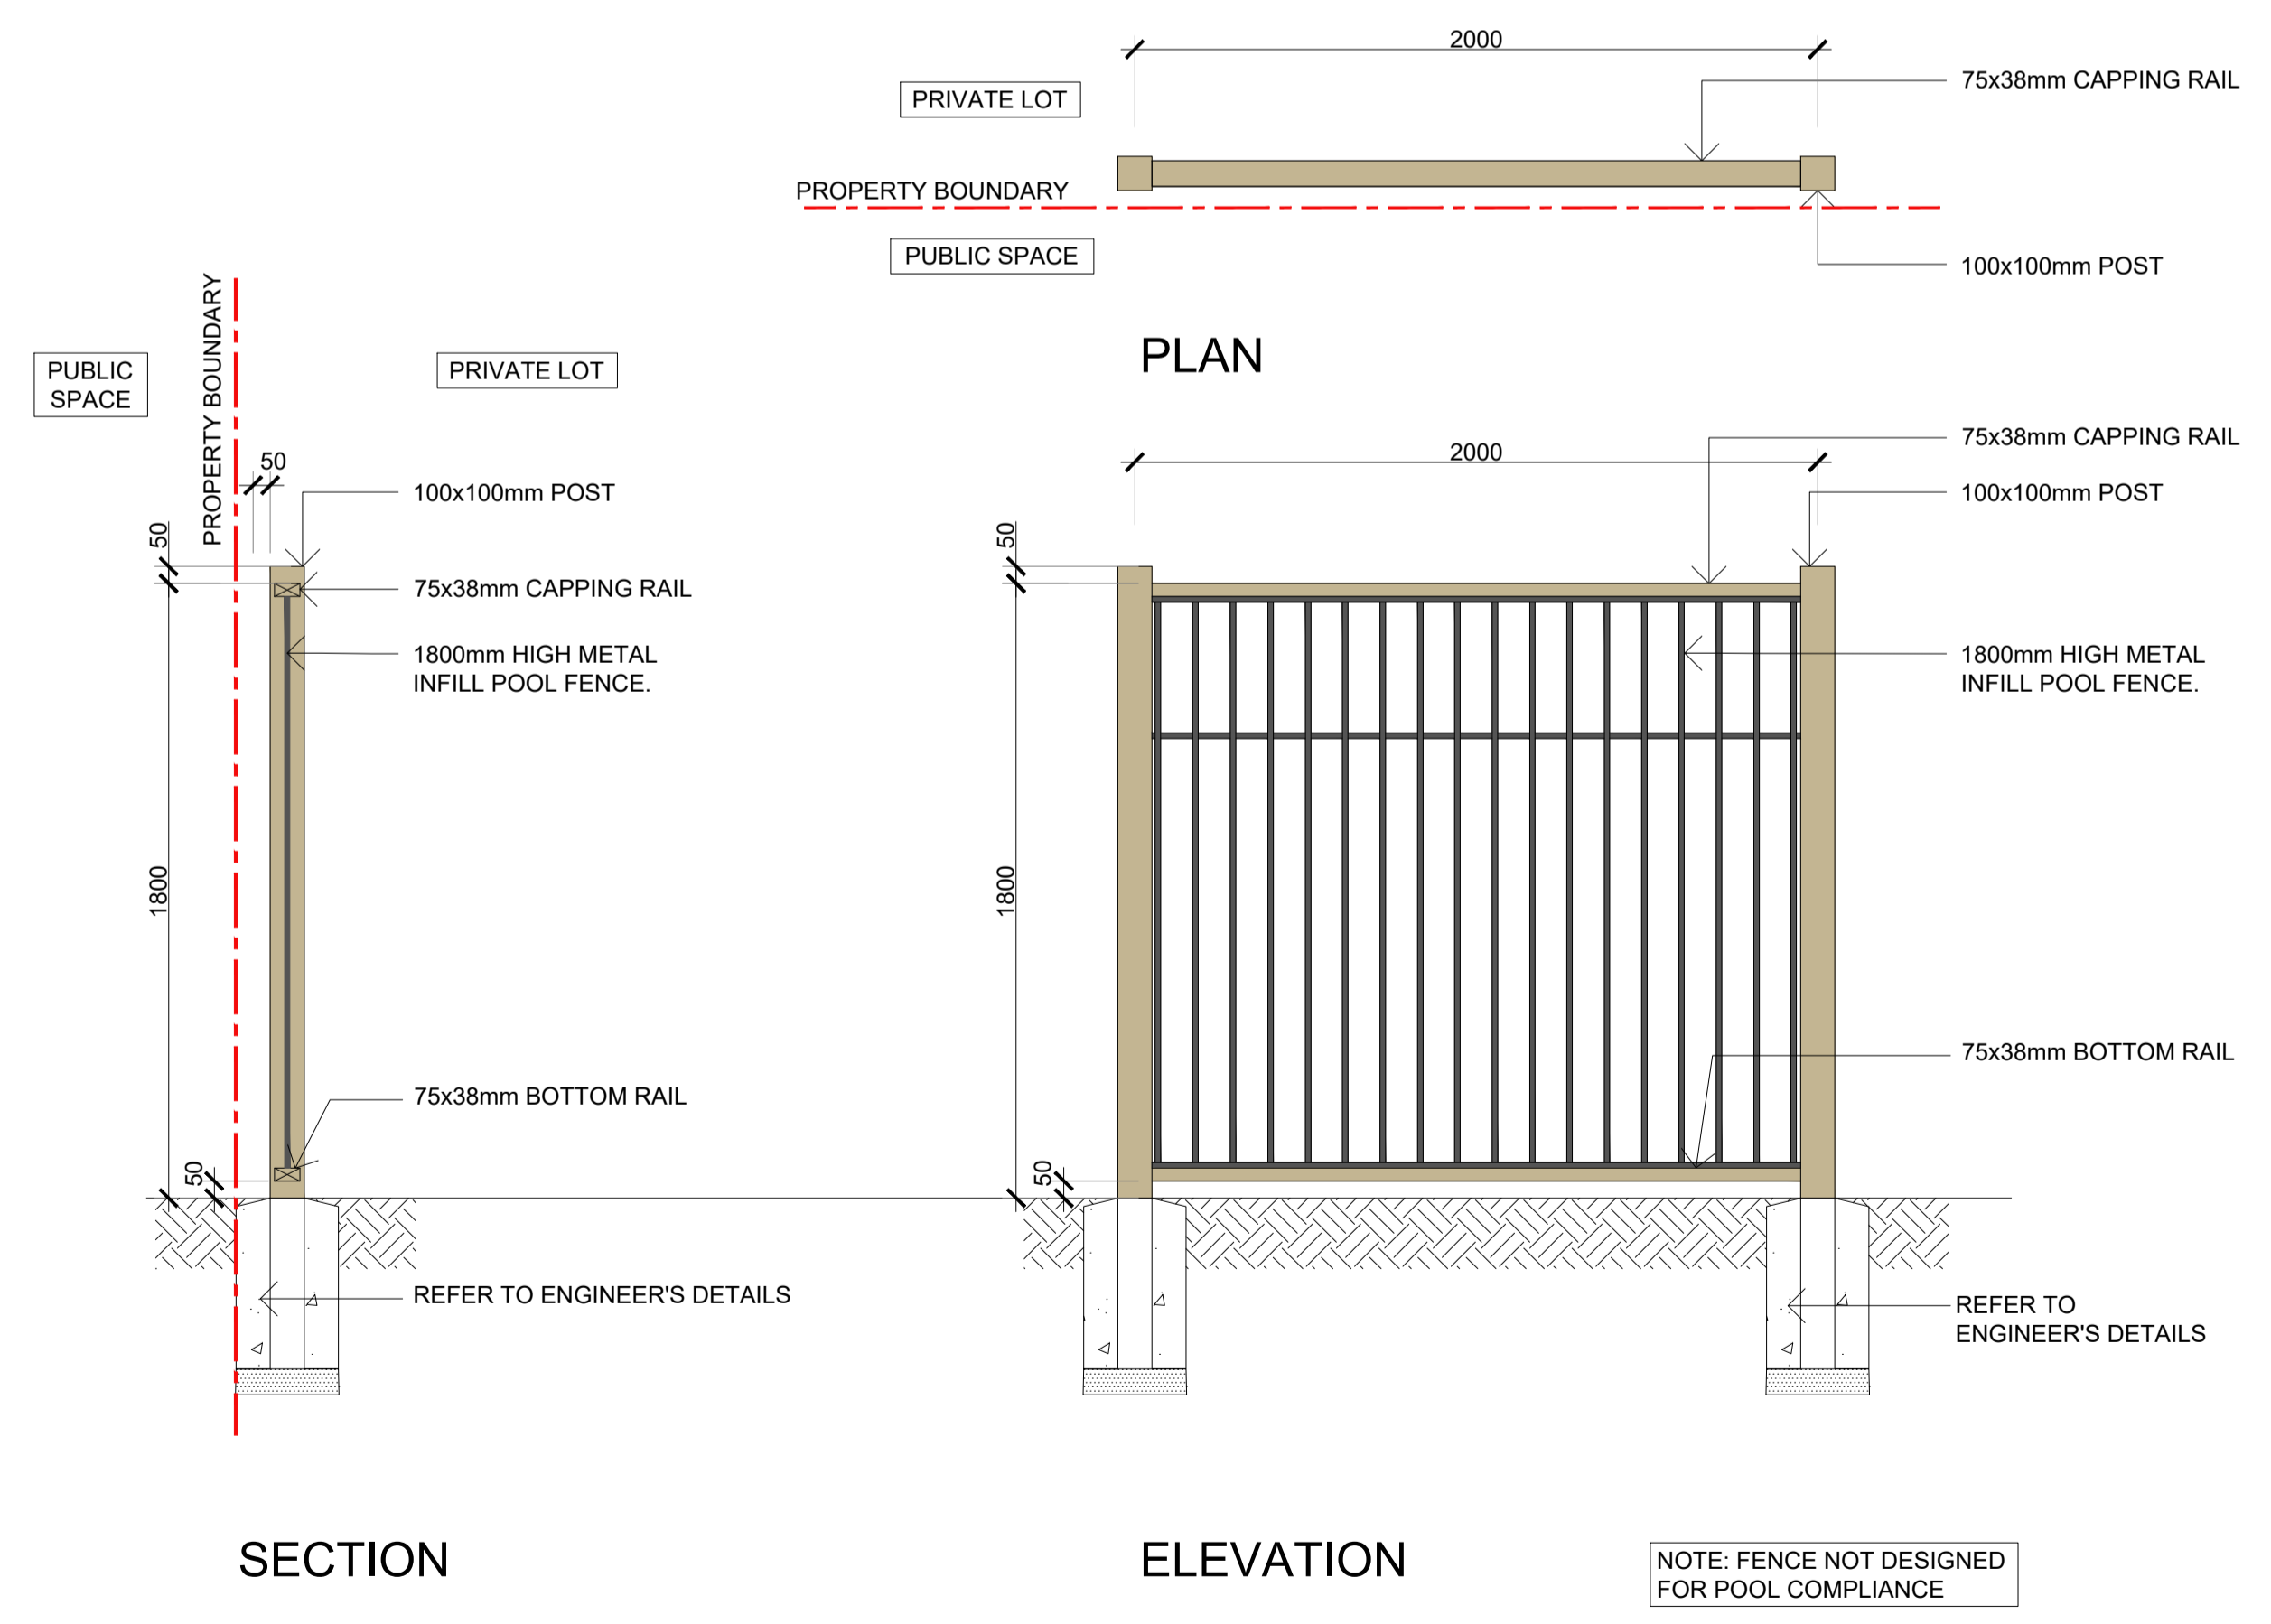 2000
75x38mm CAPPING RAIL
PRIVATE LOT
PROPERTY BOUNDARY
PUBLIC SPACE
100x100mm POST
PLAN
PUBLIC
SPACE
PROPERTY BOUNDARY
PRIVATE LOT
50
50
1800
50
100x100mm POST
75x38mm CAPPING RAIL
1800mm HIGH METAL
INFILL POOL FENCE.
75x38mm BOTTOM RAIL
REFER TO ENGINEER'S DETAILS
SECTION
2000
50
1800
50
75x38mm CAPPING RAIL
100x100mm POST
1800mm HIGH METAL
INFILL POOL FENCE.
75x38mm BOTTOM RAIL
REFER TO
ENGINEER'S DETAILS
ELEVATION
NOTE: FENCE NOT DESIGNED
FOR POOL COMPLIANCE